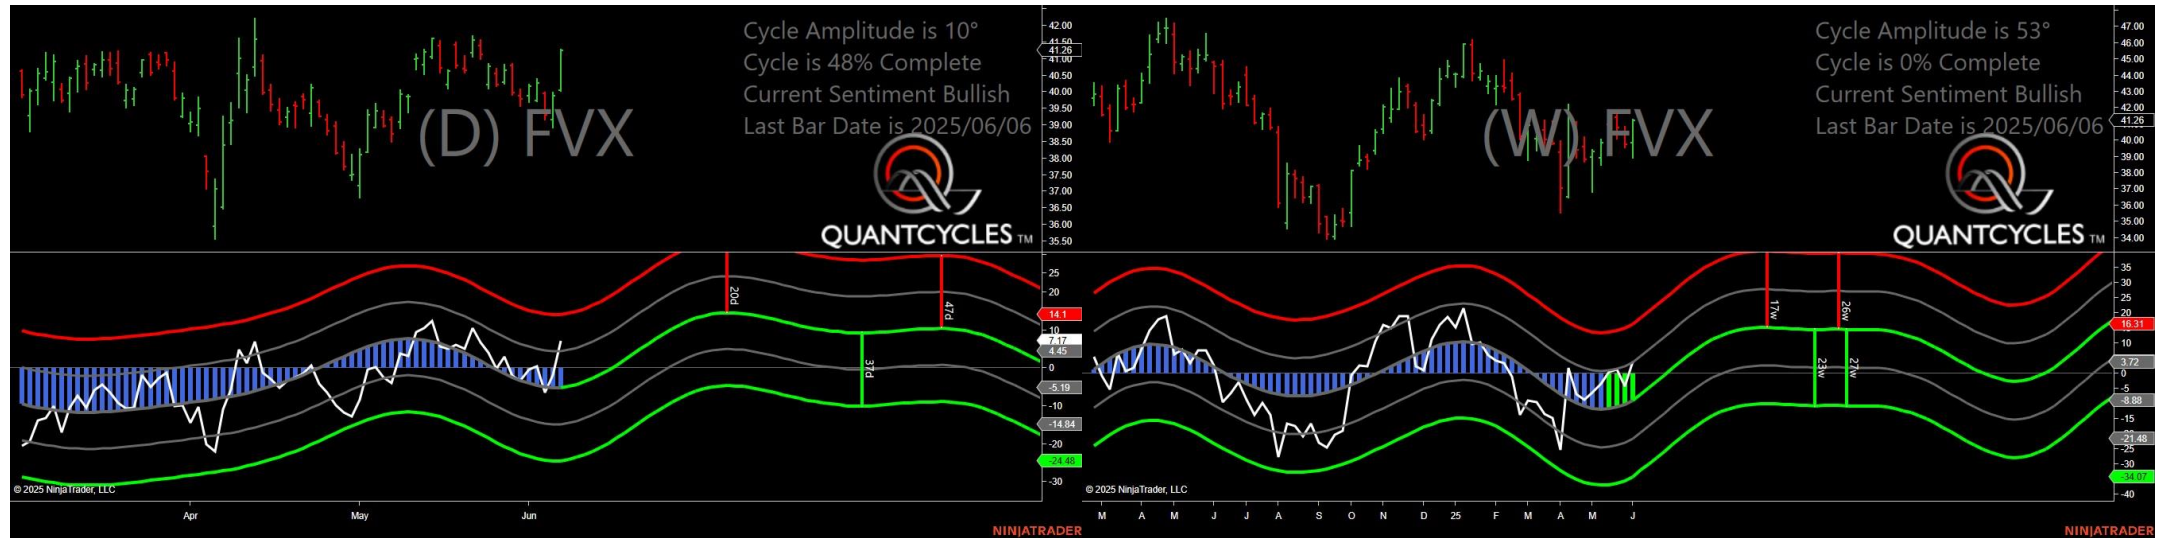 Cycle Amplitude is 10°
Cycle is 48% Complete
Current Sentiment Bullish
Last Bar Date is 2025/06/06
(D) FVX
QUANTCYCLES TM
42.00
41.50
41.26
41.00
40.50
40.00
39.50
39.00
38.50
38.00
37.50
37.00
36.50
36.00
35.50
20d
47d
37d
25
20
14.1
10
7.17
4.45
0
-5.19
-10
-14.84
-20
-24.48
-30
© 2025 NinjaTrader, LLC
Apr
May
Jun
NINJATRADER
Cycle Amplitude is 53°
Cycle is 0% Complete
Current Sentiment Bullish
Last Bar Date is 2025/06/06
(W) FVX
QUANTCYCLES TM
47.00
46.00
45.00
44.00
43.00
42.00
41.26
40.00
39.00
38.00
37.00
36.00
35.00
34.00
17w
26w
23w
27w
35
30
25
20
16.31
10
3.72
0
-5
-8.88
-15
-21.48
-25
-30
-34.07
-40
© 2025 NinjaTrader, LLC
M
A
M
J
J
A
S
O
N
D
25
F
M
A
M
J
NINJATRADER